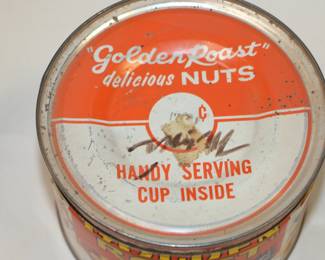 "Golden Roast"
delicious NUTS
¢
HANDY SERVING
CUP INSIDE